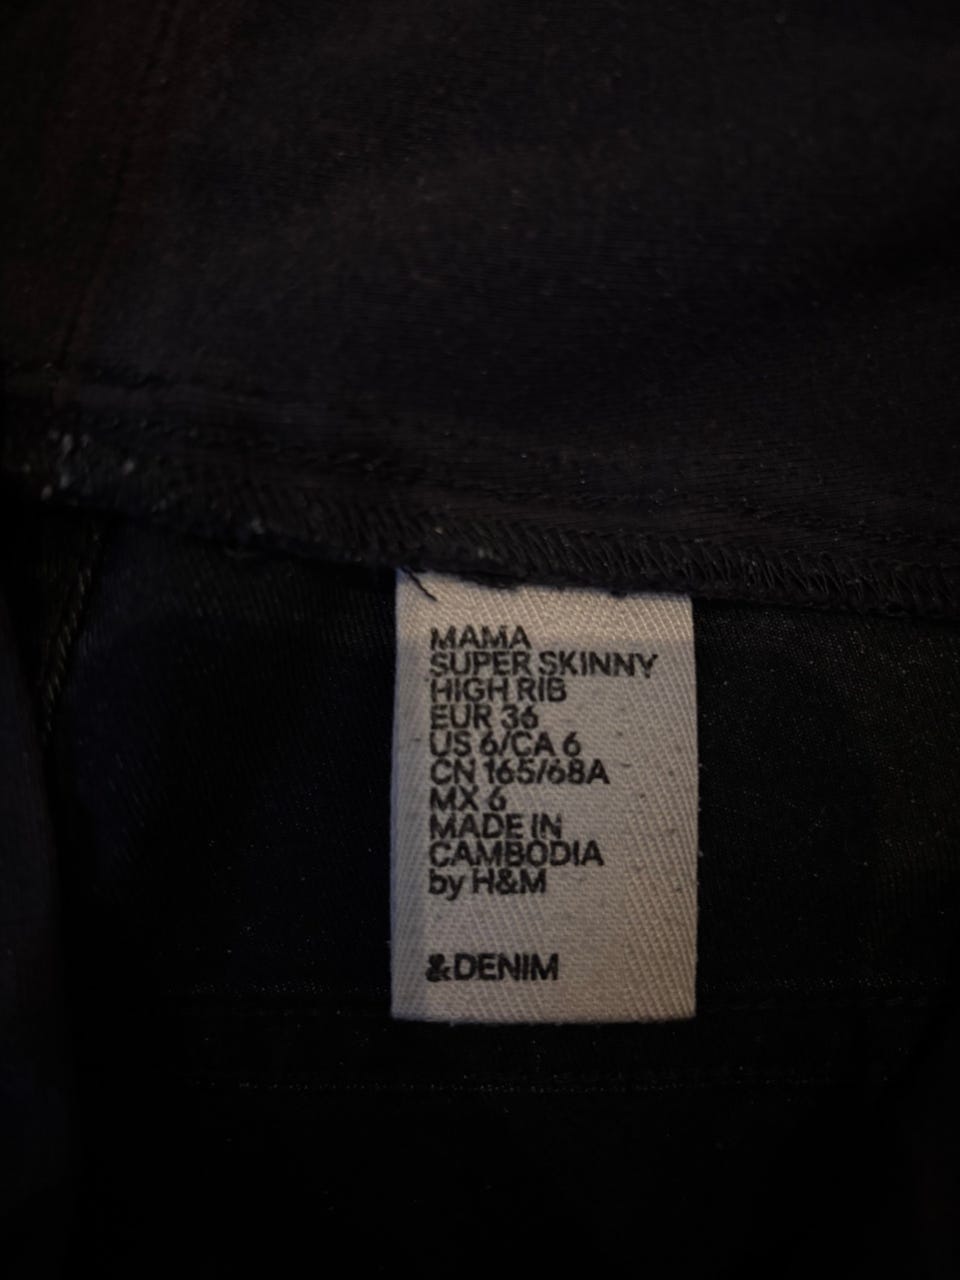 MAMA
SUPER SKINNY
HIGH RIB
EUR 36
US 6/CA 6
CN 165/68A
MX 6
MADE IN
CAMBODIA
by H&M
&DENIM